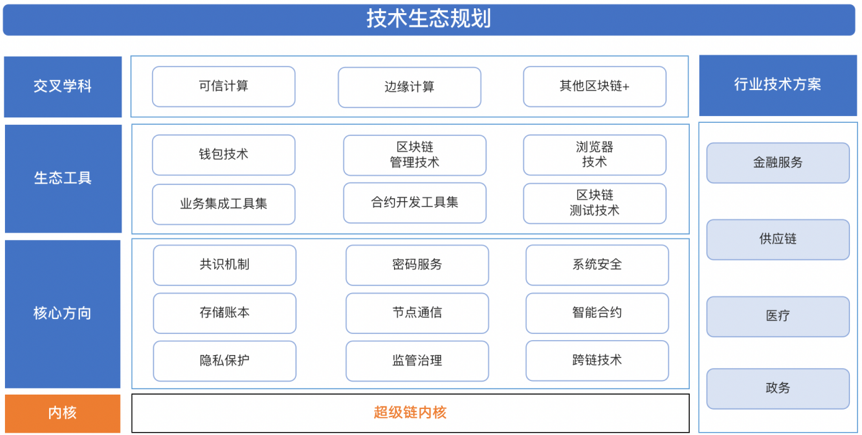 技术生态规划
交叉学科
可信计算
边缘计算
其他区块链+
行业技术方案
生态工具
钱包技术
区块链
管理技术
浏览器
技术
业务集成工具集
合约开发工具集
区块链
测试技术
金融服务
供应链
医疗
政务
核心方向
共识机制
密码服务
系统安全
存储账本
节点通信
智能合约
隐私保护
监管治理
跨链技术
内核
超级链内核